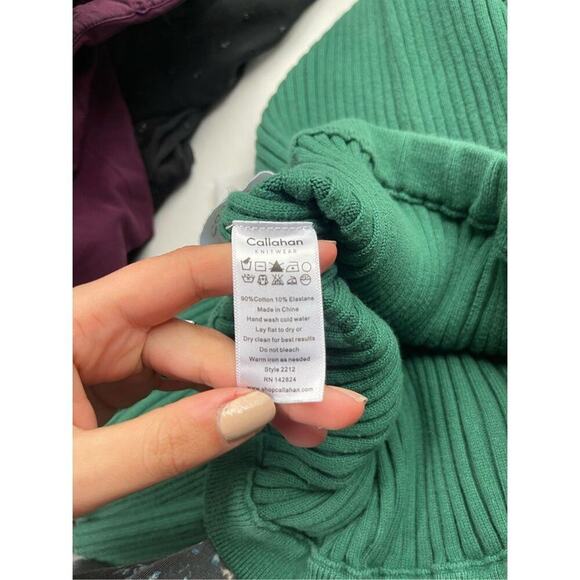 Callahan
KNITWEAR
90%Cotton 10% Elastane
Made in China
Hand wash cold water
Lay flat to dry or
Dry clean for best results
Do not bleach
Warm iron as needed
Style 2212
RN 142824
www.shopcallahan.com